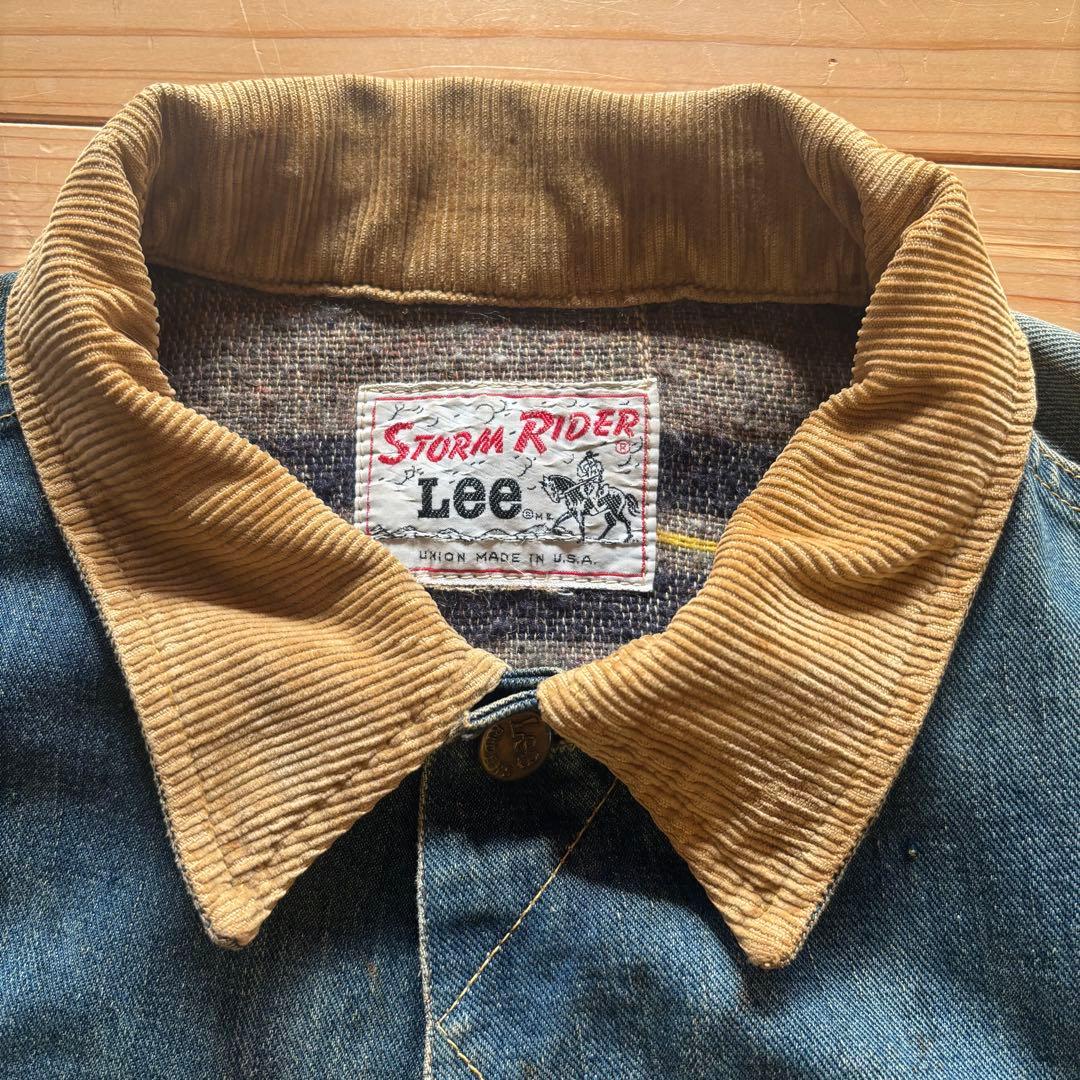 STORM RIDER ®
Lee ® M.R.
UNION MADE IN U.S.A.